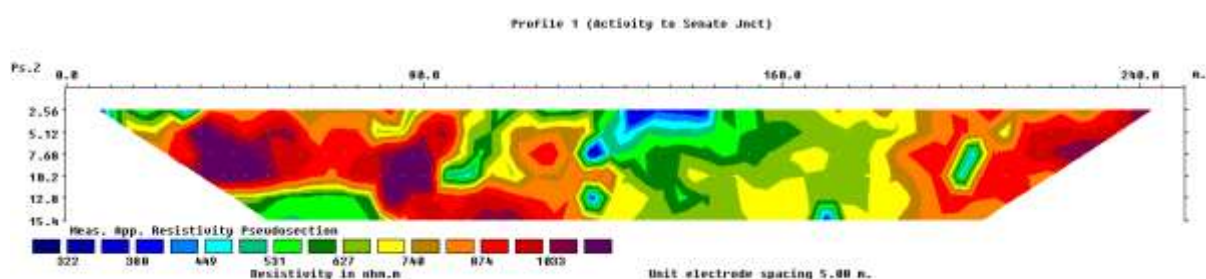 Profile 1 (Activity to Senate Jnct)
Ps.Z 0.0 80.0 160.0 240.0 m.
2.56
5.12
7.68
10.2
12.8
15.4
Meas. App. Resistivity Pseudosection
322 380 449 531 627 740 874 1033
Resistivity in ohm.m Unit electrode spacing 5.00 m.